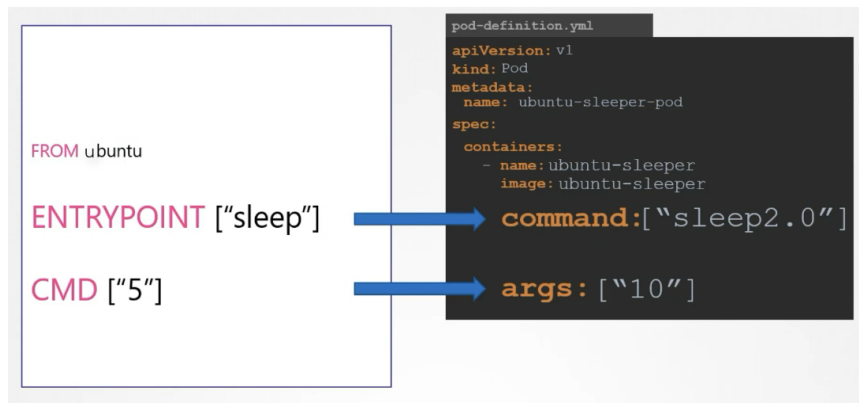 FROM ubuntu
ENTRYPOINT [“sleep”]
CMD [“5”]
pod-definition.yml
apiVersion: v1
kind: Pod
metadata:
name: ubuntu-sleeper-pod
spec:
containers:
- name: ubuntu-sleeper
image: ubuntu-sleeper
command:[“sleep2.0”]
args: [“10”]